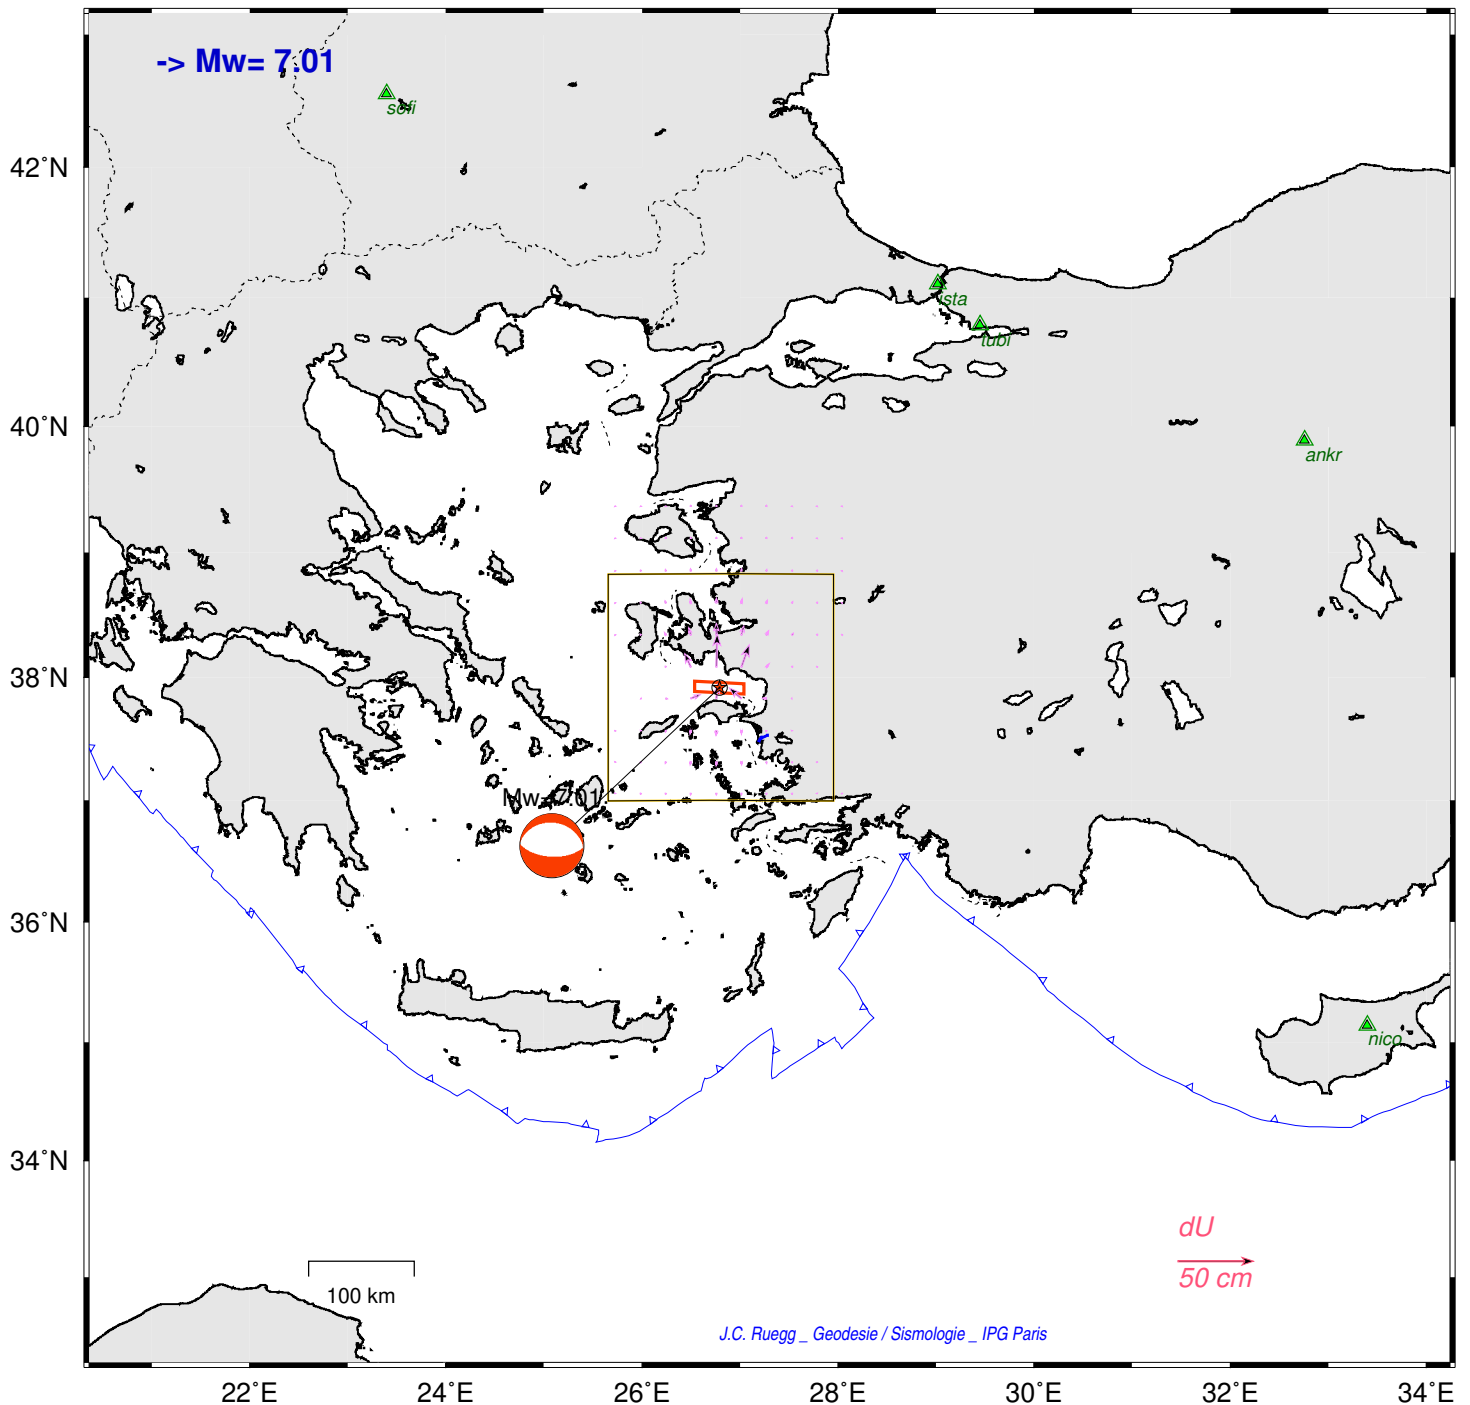 -> Mw= 7.01
sofi
42°N
ista
tubi
40°N
ankr
38°N
Mw=7.01
36°N
nico
34°N
dU
50 cm
100 km
J.C. Ruegg _ Geodesie / Sismologie _ IPG Paris
22°E
24°E
26°E
28°E
30°E
32°E
34°E